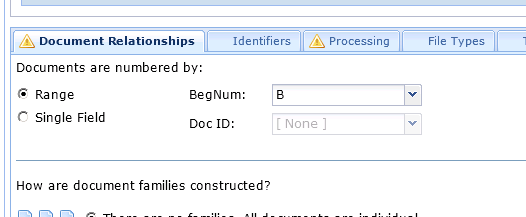 Document Relationships Identifiers Processing File Types
Documents are numbered by:
Range BegNum: B
Single Field Doc ID: [ None ]
How are document families constructed?
There are no families. All documents are individual